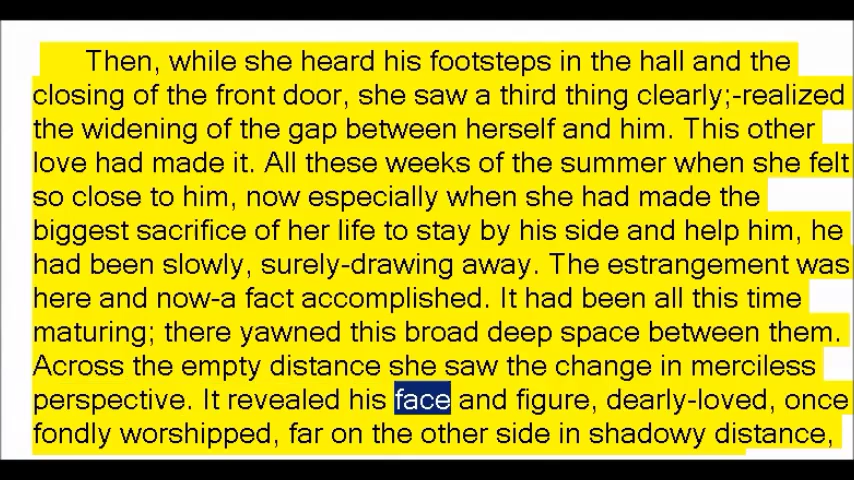 Then, while she heard his footsteps in the hall and the
closing of the front door, she saw a third thing clearly;-realized
the widening of the gap between herself and him. This other
love had made it. All these weeks of the summer when she felt
so close to him, now especially when she had made the
biggest sacrifice of her life to stay by his side and help him, he
had been slowly, surely-drawing away. The estrangement was
here and now-a fact accomplished. It had been all this time
maturing; there yawned this broad deep space between them.
Across the empty distance she saw the change in merciless
perspective. It revealed his face and figure, dearly-loved, once
fondly worshipped, far on the other side in shadowy distance,